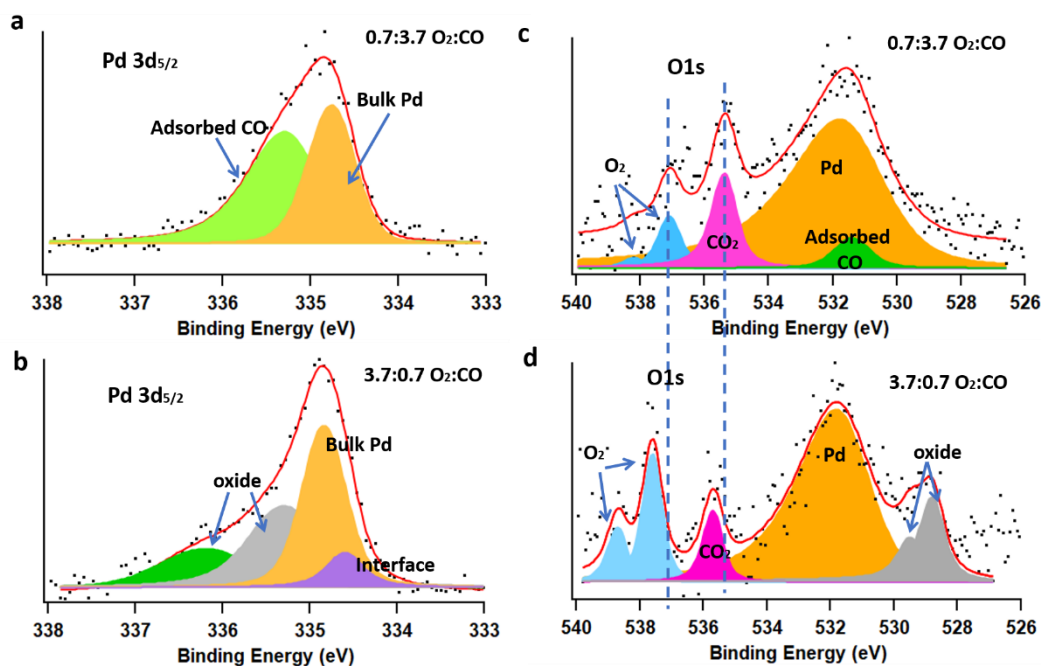 a
0.7:3.7 O₂:CO
Pd 3d₅/₂
Bulk Pd
Adsorbed CO
338 337 336 335 334 333
Binding Energy (eV)
c
0.7:3.7 O₂:CO
O1s
O₂
Pd
CO₂
Adsorbed
CO
540 538 536 534 532 530 528 526
Binding Energy (eV)
b
3.7:0.7 O₂:CO
Pd 3d₅/₂
Bulk Pd
oxide
Interface
338 337 336 335 334 333
Binding Energy (eV)
d
3.7:0.7 O₂:CO
O1s
O₂
Pd
oxide
CO₂
540 538 536 534 532 530 528 526
Binding Energy (eV)